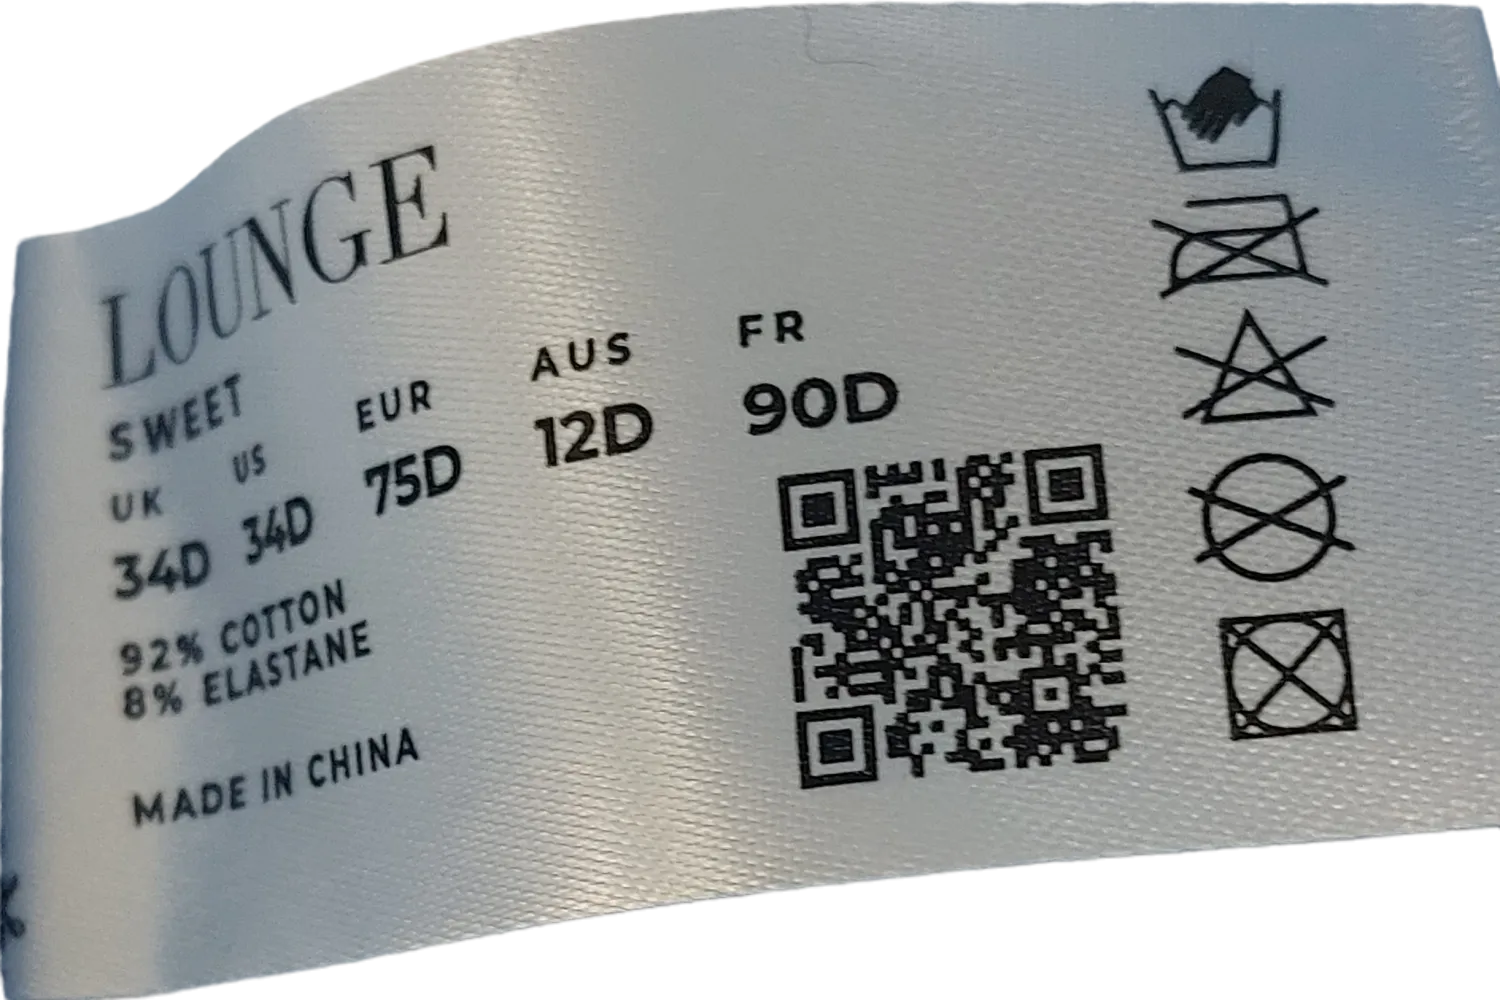 LOUNGE
SWEET
UK US EUR AUS FR
34D 34D 75D 12D 90D
92% COTTON
8% ELASTANE
MADE IN CHINA